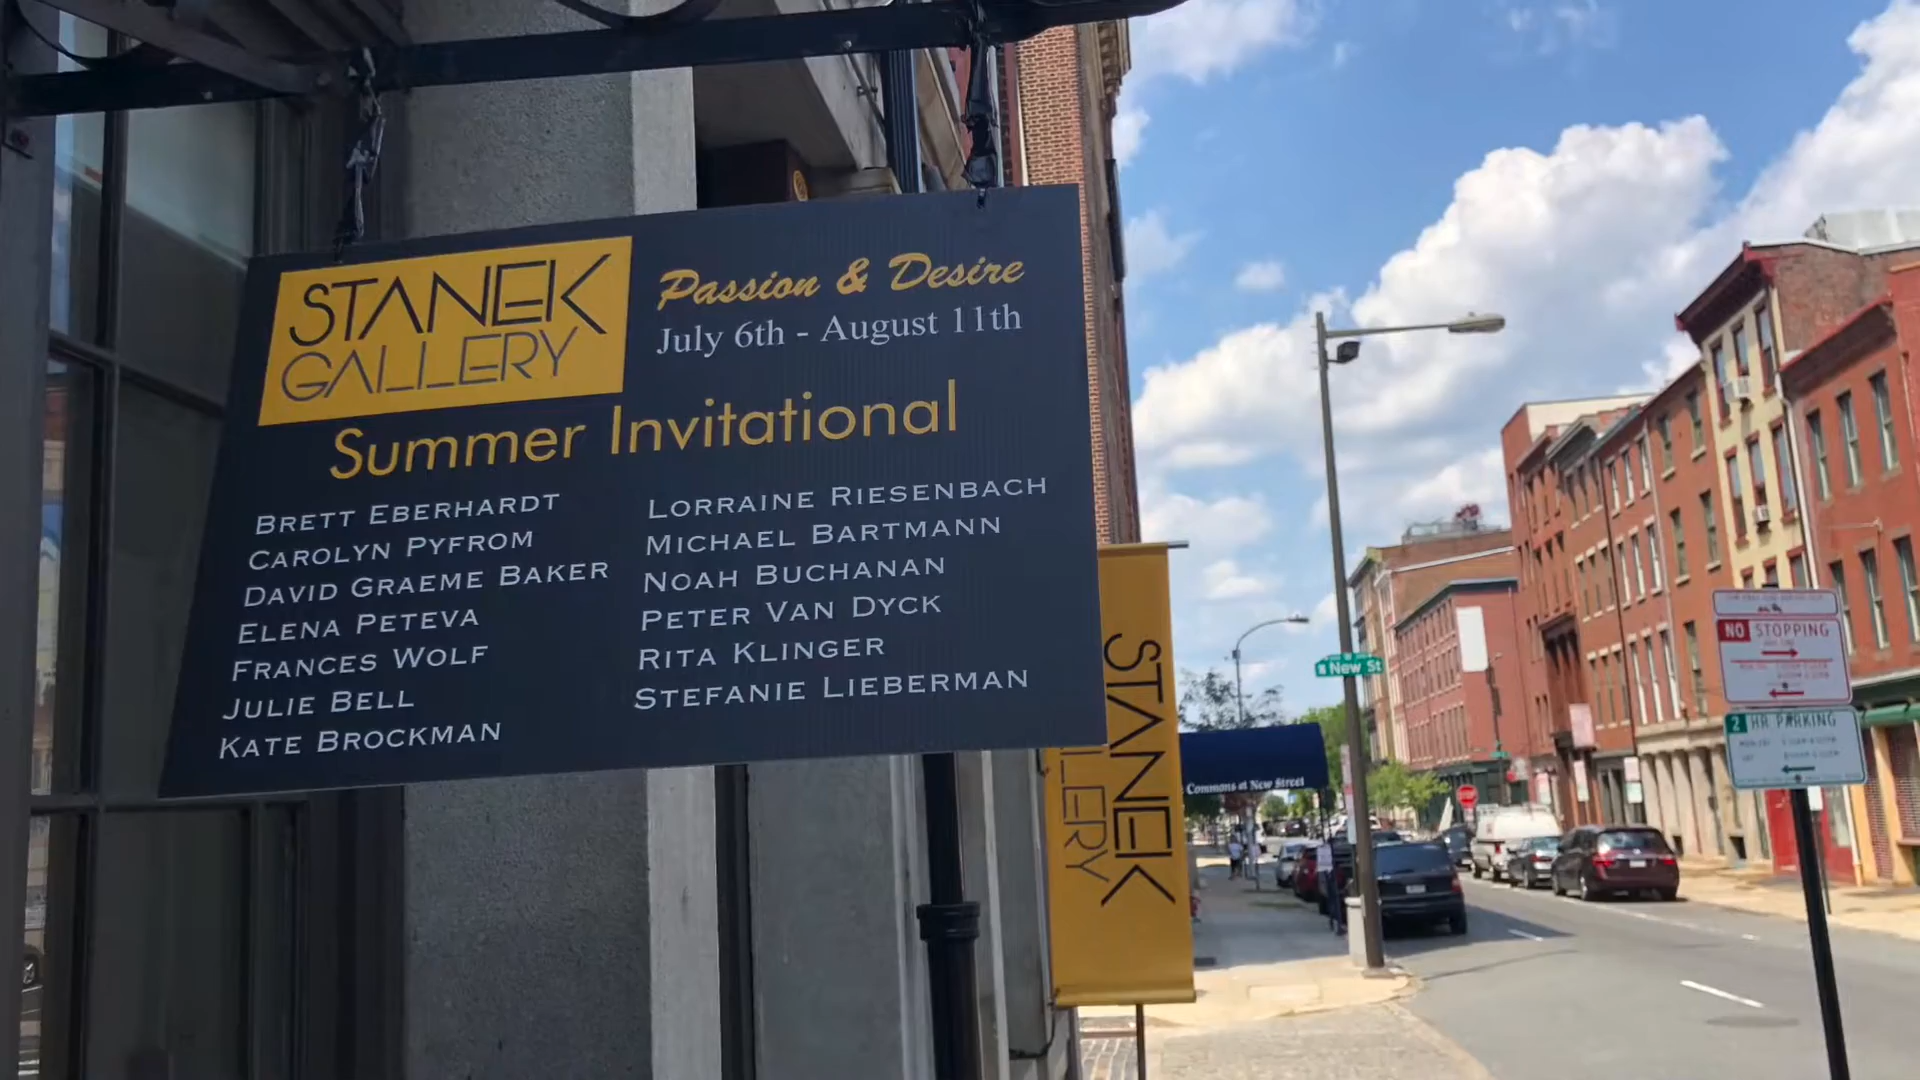 STANEK
GALLERY
Passion & Desire
July 6th - August 11th
Summer Invitational
BRETT EBERHARDT
CAROLYN PYFROM
DAVID GRAEME BAKER
ELENA PETEVA
FRANCES WOLF
JULIE BELL
KATE BROCKMAN
LORRAINE RIESENBACH
MICHAEL BARTMANN
NOAH BUCHANAN
PETER VAN DYCK
RITA KLINGER
STEFANIE LIEBERMAN
STANEK
Commons at New Street
N New St
NO STOPPING
2 HR PARKING